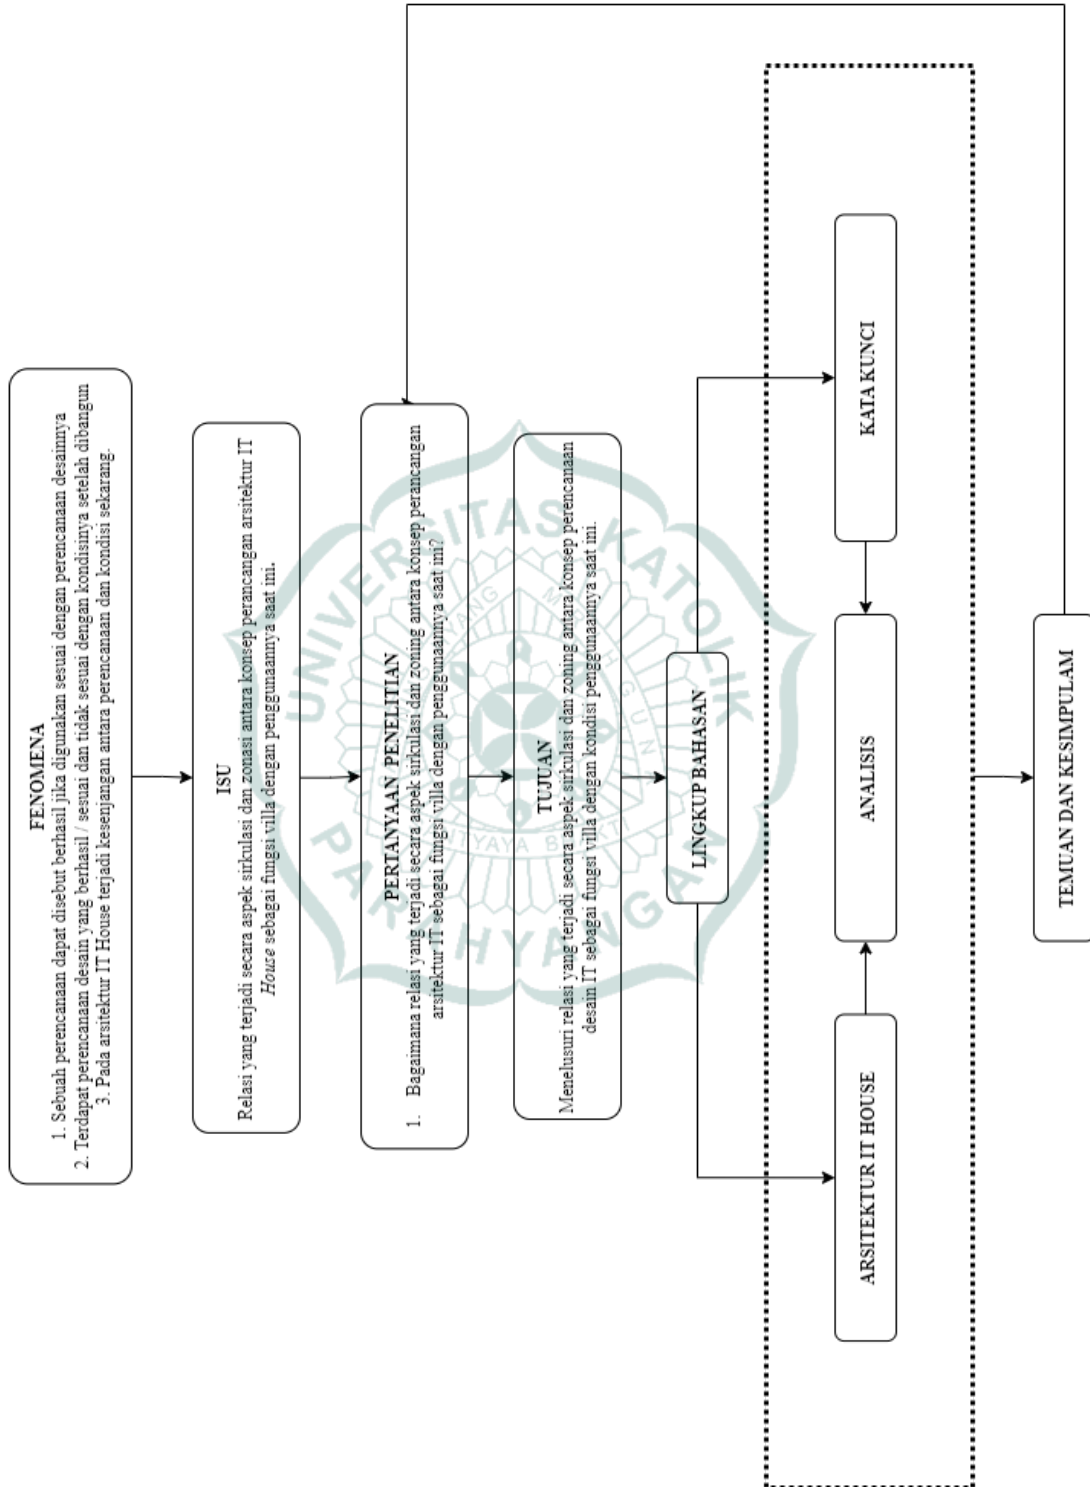 FENOMENA
1. Sebuah perencanaan dapat disebut berhasil jika digunakan sesuai dengan perencanaan desainnya
2. Terdapat perencanaan desain yang berhasil / sesuai dan tidak sesuai dengan kondisinya setelah dibangun
3. Pada arsitektur IT House terjadi kesenjangan antara perencanaan dan kondisi sekarang.
ISU
Relasi yang terjadi secara aspek sirkulasi dan zonasi antara konsep perancangan arsitektur IT
House sebagai fungsi villa dengan penggunaannya saat ini.
PERTANYAAN PENELITIAN
1. Bagaimana relasi yang terjadi secara aspek sirkulasi dan zoning antara konsep perancangan
arsitektur IT sebagai fungsi villa dengan penggunaannya saat ini?
TUJUAN
Menelusuri relasi yang terjadi secara aspek sirkulasi dan zoning antara konsep perencanaan
desain IT sebagai fungsi villa dengan kondisi penggunaannya saat ini.
LINGKUP BAHASAN
ARSITEKTUR IT HOUSE
ANALISIS
KATA KUNCI
TEMUAN DAN KESIMPULAM
UNIVERSITAS KATOLIK
PARAHYANGAN